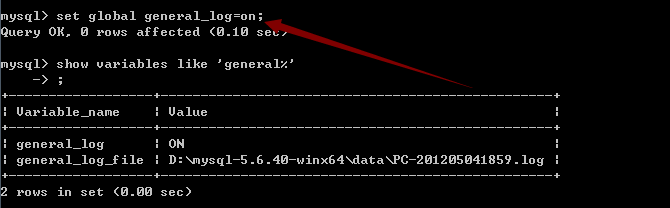 mysql> set global general_log=on;
Query OK, 0 rows affected (0.10 sec)
mysql> show variables like 'general%'
-> ;
+------------------+------------------------------------------------+
| Variable_name | Value |
+------------------+------------------------------------------------+
| general_log | ON |
| general_log_file | D:\mysql-5.6.40-winx64\data\PC-201205041859.log |
+------------------+------------------------------------------------+
2 rows in set (0.00 sec)